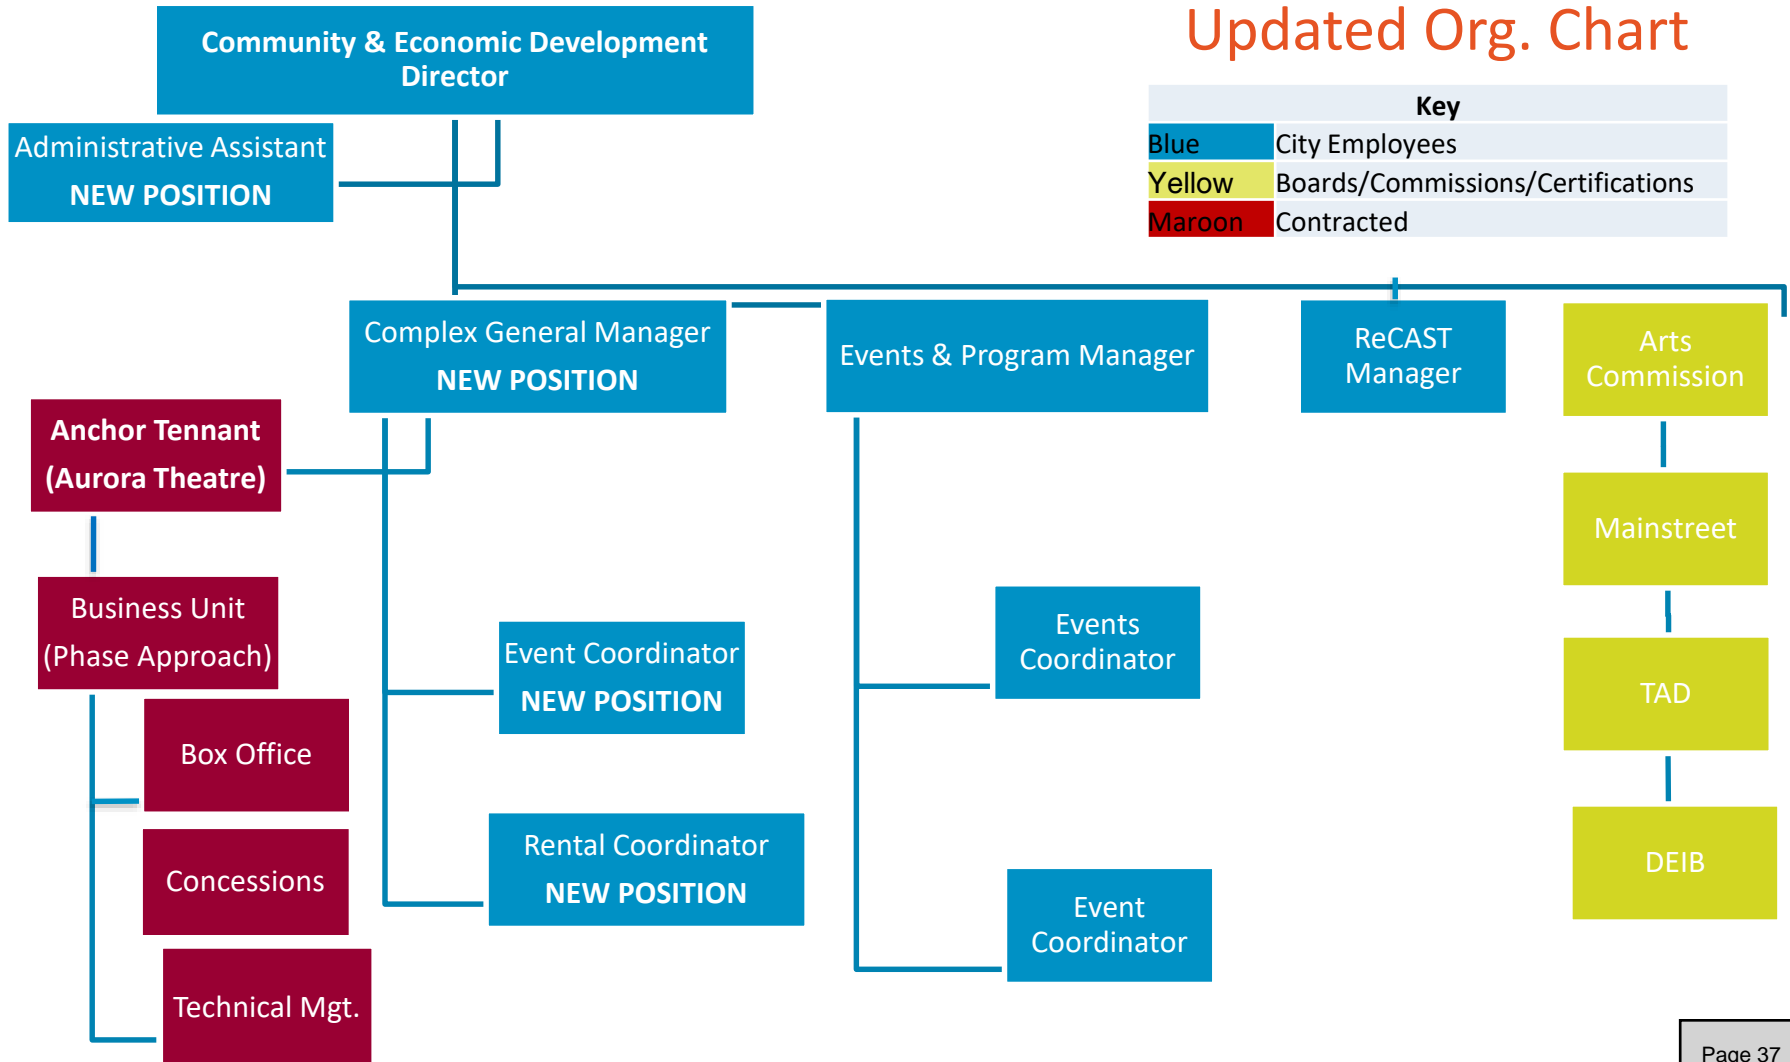 Updated Org. Chart
Community & Economic Development
Director
Administrative Assistant
NEW POSITION
Key
Blue City Employees
Yellow Boards/Commissions/Certifications
Maroon Contracted
Complex General Manager
NEW POSITION
Events & Program Manager
ReCAST
Manager
Arts
Commission
Anchor Tennant
(Aurora Theatre)
Mainstreet
Business Unit
(Phase Approach)
Event Coordinator
NEW POSITION
Events
Coordinator
TAD
Box Office
Rental Coordinator
NEW POSITION
Concessions
Event
Coordinator
DEIB
Technical Mgt.
Page 37